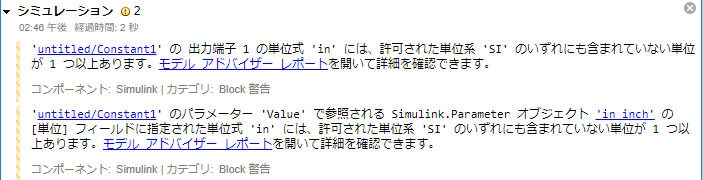 シミュレーション 2
02:46 午後 経過時間: 2 秒
'untitled/Constant1' の 出力端子 1 の単位式 'in' には、許可された単位系 'SI' のいずれにも含まれていない単位
が 1 つ以上あります。モデル アドバイザー レポートを開いて詳細を確認できます。
コンポーネント: Simulink | カテゴリ: Block 警告
'untitled/Constant1' のパラメーター 'Value' で参照される Simulink.Parameter オブジェクト 'in_inch' の
[単位] フィールドに指定された単位式 'in' には、許可された単位系 'SI' のいずれにも含まれていない単位が 1 つ以
上あります。モデル アドバイザー レポートを開いて詳細を確認できます。
コンポーネント: Simulink | カテゴリ: Block 警告